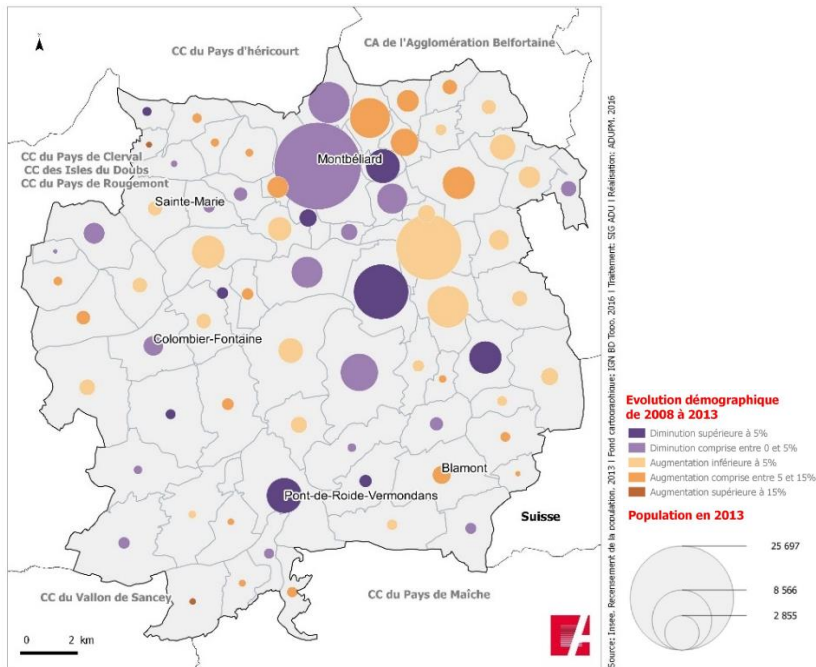 CC du Pays d'héricourt
CA de l'Agglomération Belfortaine
CC du Pays de Clerval
CC des Isles du Doubs
CC du Pays de Rougemont
Montbéliard
Sainte-Marie
Colombier-Fontaine
Blamont
Pont-de-Roide-Vermondans
Suisse
CC du Vallon de Sancey
CC du Pays de Maîche
0 2 km
Source: Insee, Recensement de la population, 2013 | Fond cartographique: IGN BD Topo, 2016 | Traitement: SIG ADU | Réalisation: ADUPM, 2016
Evolution démographique
de 2008 à 2013
Diminution supérieure à 5%
Diminution comprise entre 0 et 5%
Augmentation inférieure à 5%
Augmentation comprise entre 5 et 15%
Augmentation supérieure à 15%
Population en 2013
25 697
8 566
2 855